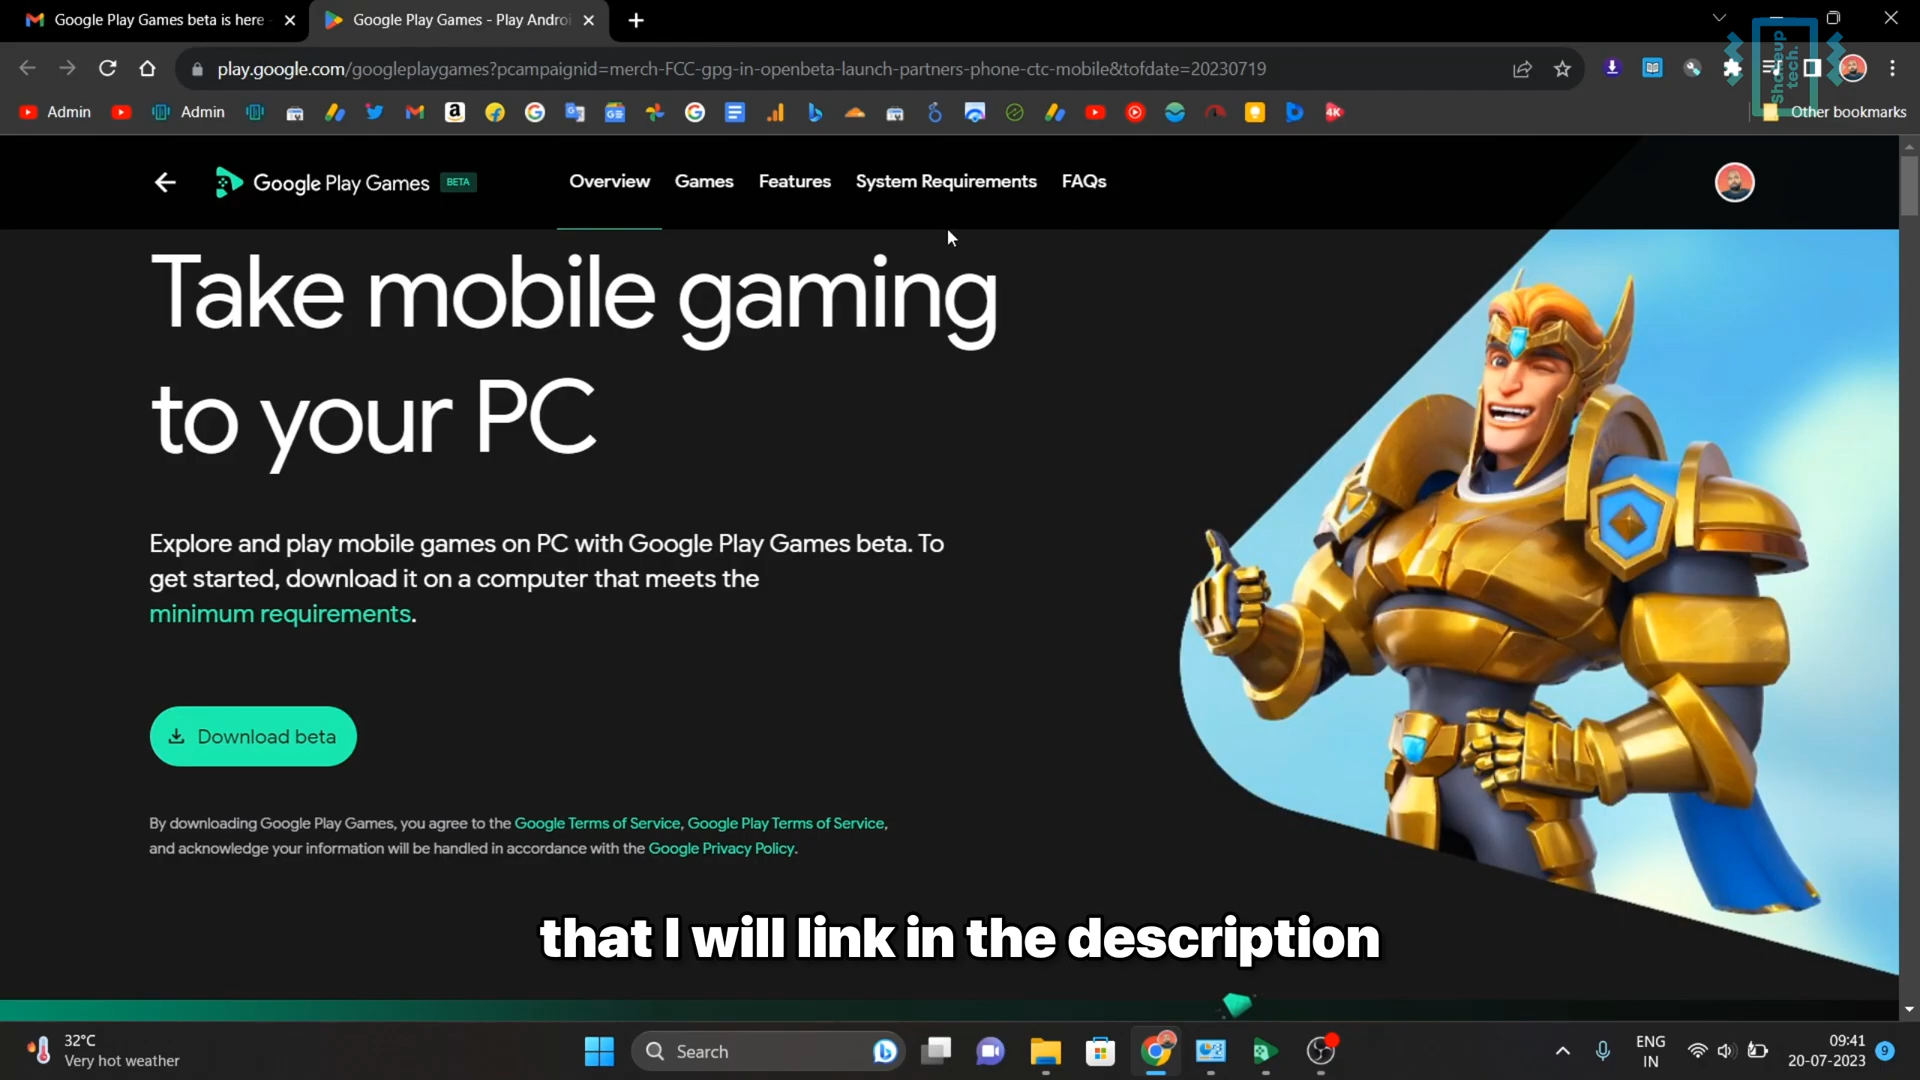 Google Play Games beta is here
Google Play Games - Play Androi
play.google.com/googleplaygames?pcampaignid=merch-FCC-gpg-in-openbeta-launch-partners-phone-ctc-mobile&tofdate=20230719
Admin
Admin
4K
Other bookmarks
Shakeup
tech.
Google Play Games BETA
Overview
Games
Features
System Requirements
FAQs
Take mobile gaming
to your PC
Explore and play mobile games on PC with Google Play Games beta. To
get started, download it on a computer that meets the
minimum requirements.
Download beta
By downloading Google Play Games, you agree to the Google Terms of Service, Google Play Terms of Service,
and acknowledge your information will be handled in accordance with the Google Privacy Policy.
that I will link in the description
32°C
Very hot weather
Search
ENG
IN
09:41
20-07-2023
9